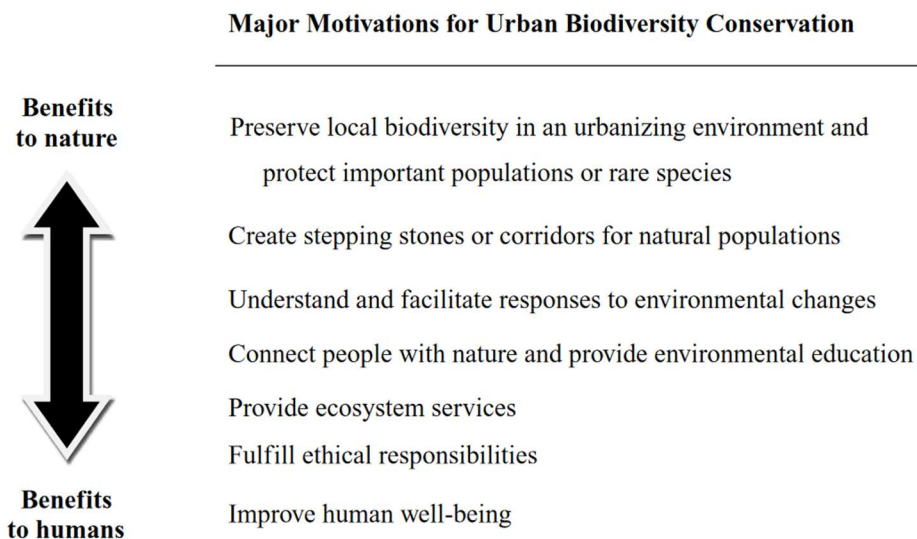 Major Motivations for Urban Biodiversity Conservation
Benefits
to nature
Preserve local biodiversity in an urbanizing environment and
protect important populations or rare species
Create stepping stones or corridors for natural populations
Understand and facilitate responses to environmental changes
Connect people with nature and provide environmental education
Provide ecosystem services
Fulfill ethical responsibilities
Improve human well-being
Benefits
to humans